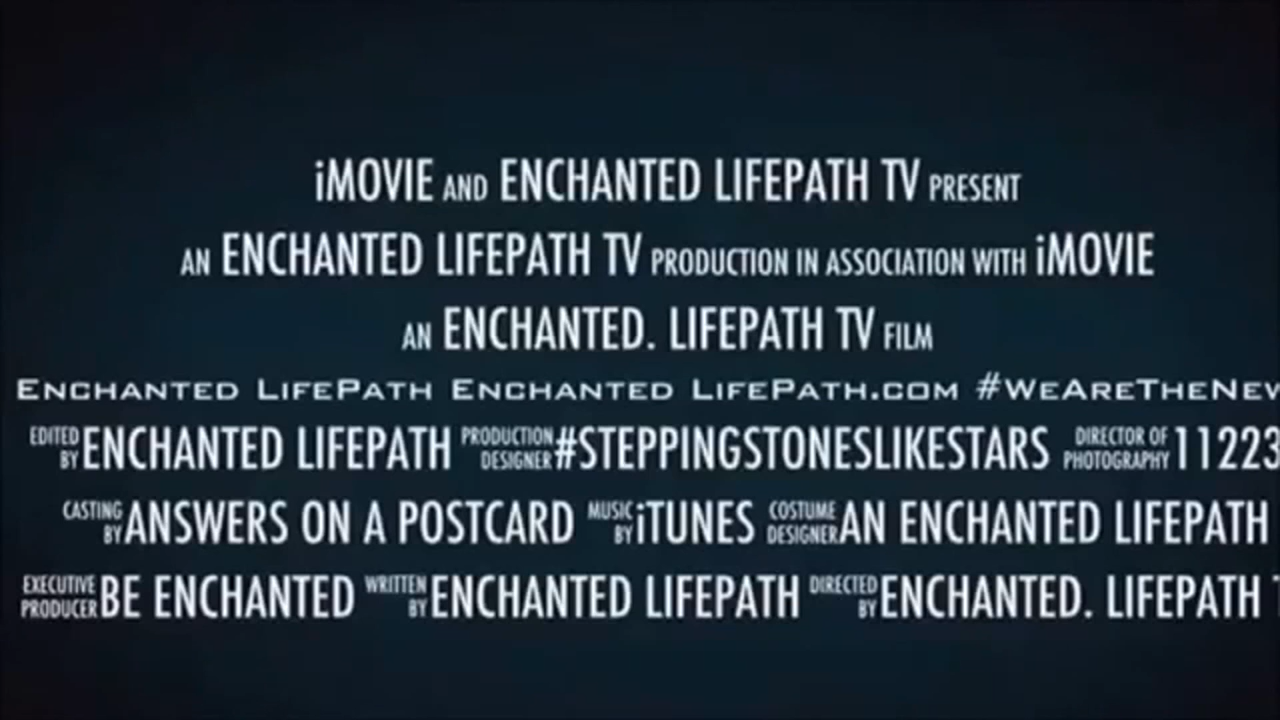 iMOVIE AND ENCHANTED LIFEPATH TV PRESENT
AN ENCHANTED LIFEPATH TV PRODUCTION IN ASSOCIATION WITH iMOVIE
AN ENCHANTED. LIFEPATH TV FILM
ENCHANTED LIFEPATH ENCHANTED LIFEPATH.COM #WEARETHENEW
EDITED BY ENCHANTED LIFEPATH PRODUCTION DESIGNER #STEPPINGSTONESLIKESTARS DIRECTOR OF PHOTOGRAPHY 11223
CASTING BY ANSWERS ON A POSTCARD MUSIC BY iTUNES COSTUME DESIGNER AN ENCHANTED LIFEPATH
EXECUTIVE PRODUCER BE ENCHANTED WRITTEN BY ENCHANTED LIFEPATH DIRECTED BY ENCHANTED. LIFEPATH